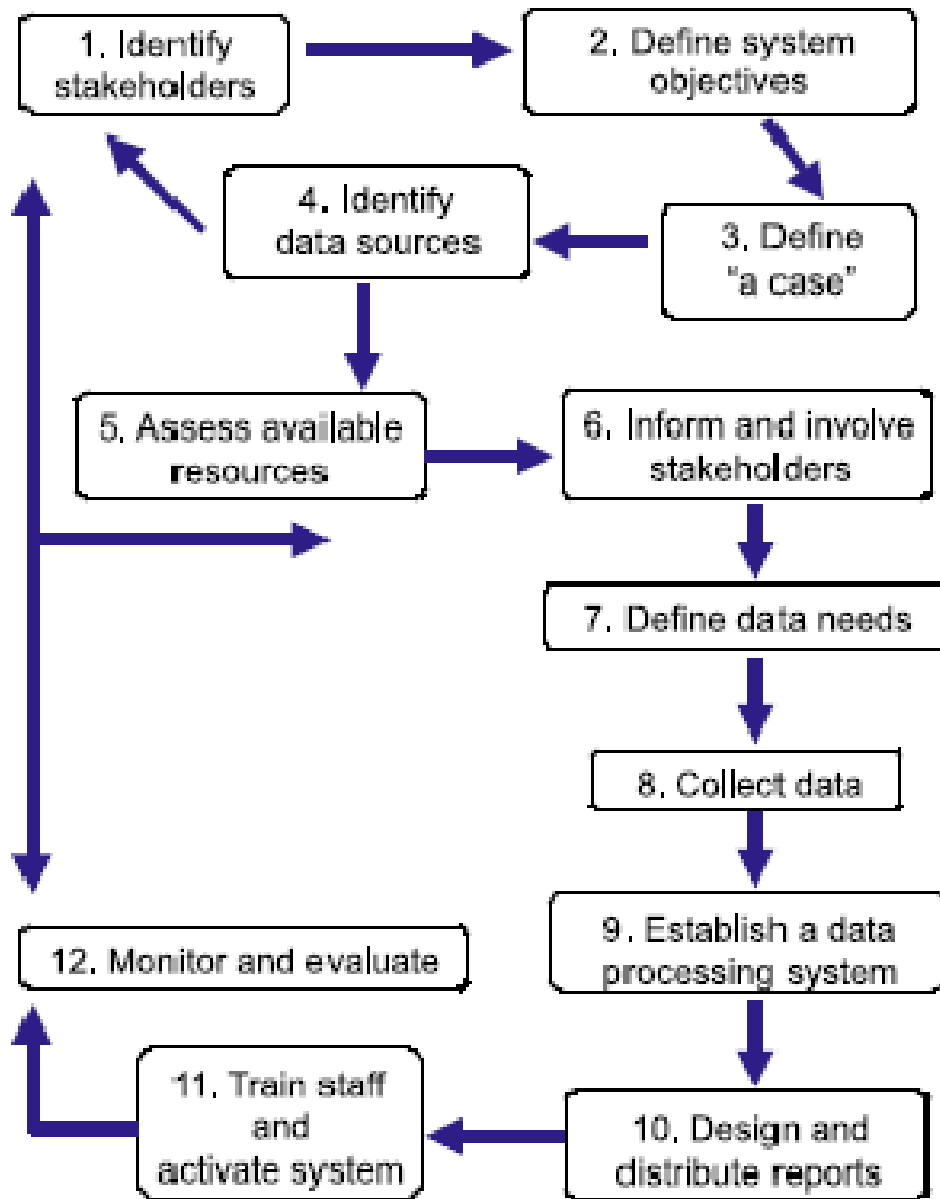 1. Identify
stakeholders
2. Define system
objectives
3. Define
"a case"
4. Identify
data sources
5. Assess available
resources
6. Inform and involve
stakeholders
7. Define data needs
8. Collect data
9. Establish a data
processing system
10. Design and
distribute reports
11. Train staff
and
activate system
12. Monitor and evaluate